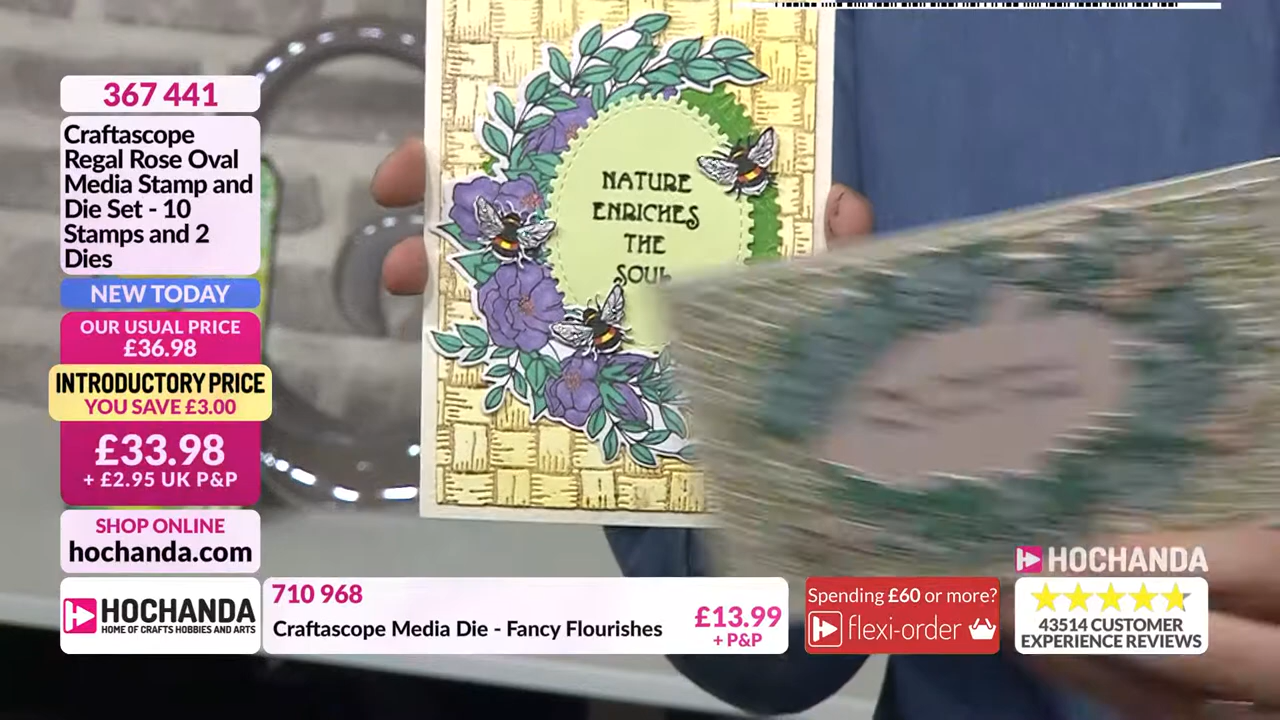 367 441
Craftascope
Regal Rose Oval
Media Stamp and
Die Set - 10
Stamps and 2
Dies
NEW TODAY
OUR USUAL PRICE
£36.98
INTRODUCTORY PRICE
YOU SAVE £3.00
£33.98
+ £2.95 UK P&P
SHOP ONLINE
hochanda.com
NATURE
ENRICHES
THE
SOUL
HOCHANDA
HOME OF CRAFTS HOBBIES AND ARTS
710 968
Craftascope Media Die - Fancy Flourishes
£13.99
+ P&P
Spending £60 or more?
flexi-order
HOCHANDA
43514 CUSTOMER
EXPERIENCE REVIEWS